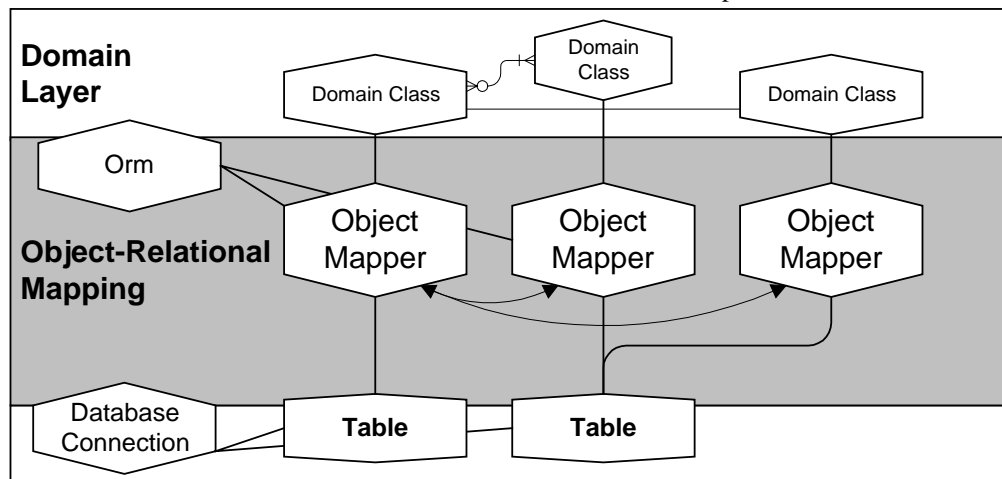 Domain
Layer
Domain
Class
Domain Class
Domain Class
Orm
Object-Relational
Mapping
Object
Mapper
Object
Mapper
Object
Mapper
Database
Connection
Table
Table